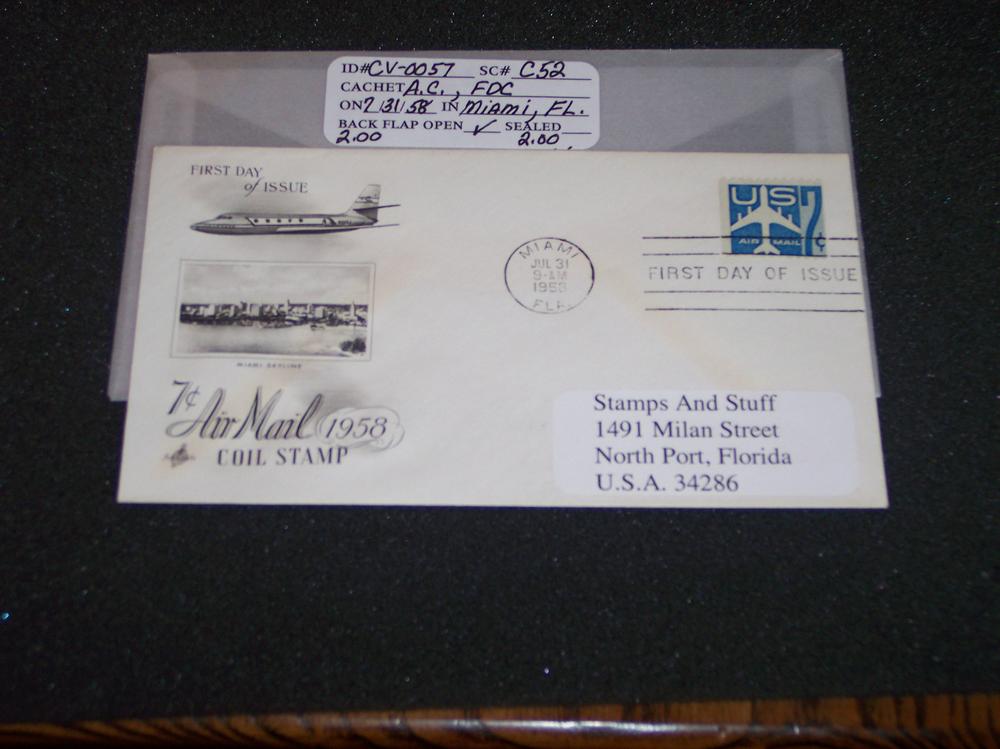 ID#CV-0057 SC# C52
CACHET A.C., FDC
ON 7/31/58 IN MIAMI, FL.
BACK FLAP OPEN ✓ SEALED
2.00 2.00
FIRST DAY
of ISSUE
MIAMI SKYLINE
7¢
Air Mail 1958
COIL STAMP
MIAMI
JUL 31
9-AM
1958
FLA.
US 7¢
AIR MAIL
FIRST DAY OF ISSUE
Stamps And Stuff
1491 Milan Street
North Port, Florida
U.S.A. 34286